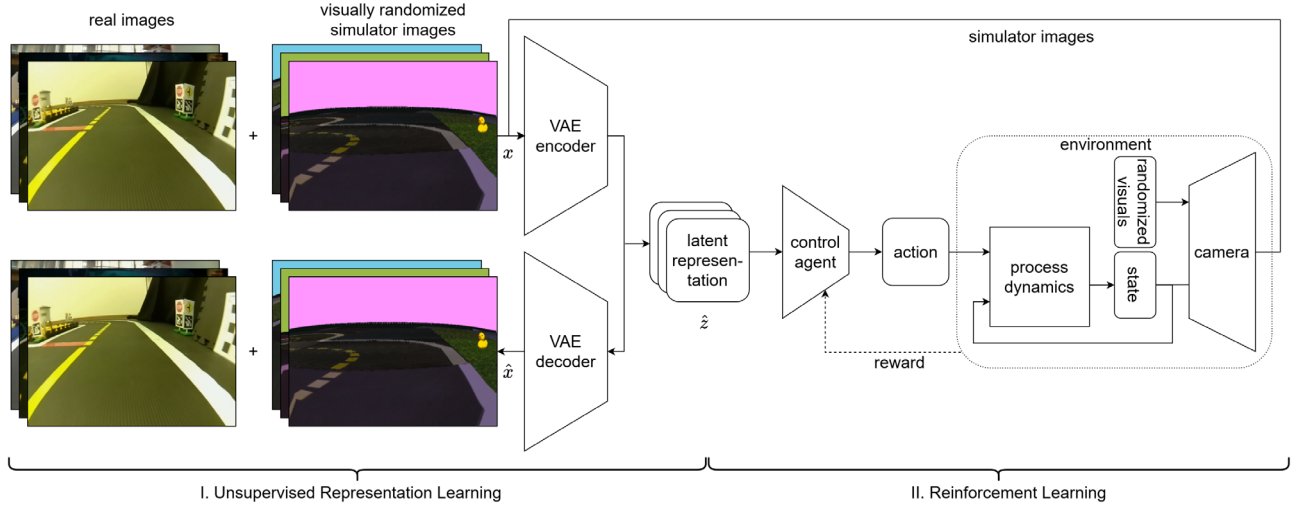 real images
visually randomized
simulator images
simulator images
+
x
VAE
encoder
environment
randomized
visuals
latent
represen-
tation
ẑ
control
agent
action
process
dynamics
state
camera
+
x̂
VAE
decoder
reward
I. Unsupervised Representation Learning
II. Reinforcement Learning